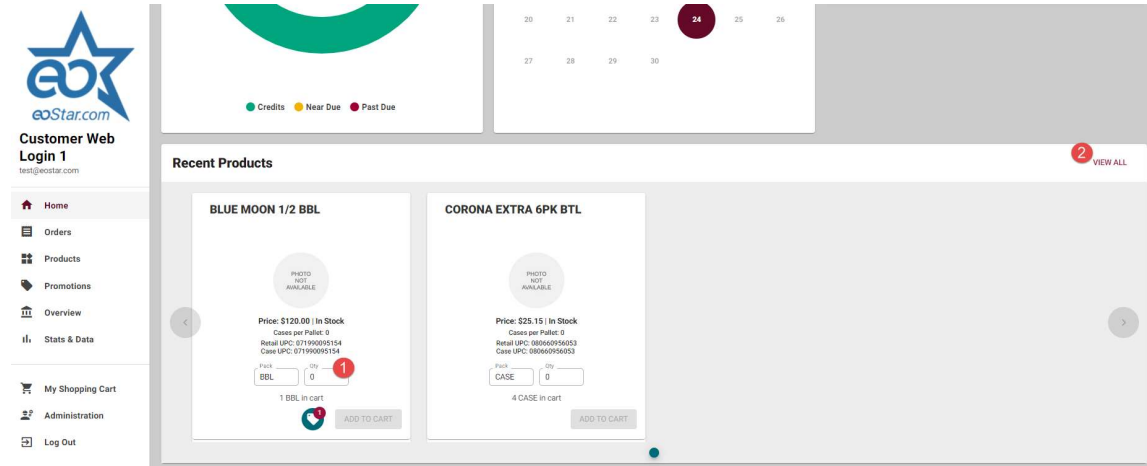 eo
eoStar.com
Customer Web
Login 1
test@eostar.com
Home
Orders
Products
Promotions
Overview
Stats & Data
My Shopping Cart
Administration
Log Out
20 21 22 23 24 25 26
27 28 29 30
Credits Near Due Past Due
Recent Products
2
VIEW ALL
BLUE MOON 1/2 BBL
PHOTO
NOT
AVAILABLE
Price: $120.00 | In Stock
Cases per Pallet: 0
Retail UPC: 071990095154
Case UPC: 071990095154
Pack Qty
BBL 0
1
1 BBL in cart
1
ADD TO CART
CORONA EXTRA 6PK BTL
PHOTO
NOT
AVAILABLE
Price: $25.15 | In Stock
Cases per Pallet: 0
Retail UPC: 080660956053
Case UPC: 080660956053
Pack Qty
CASE 0
4 CASE in cart
ADD TO CART